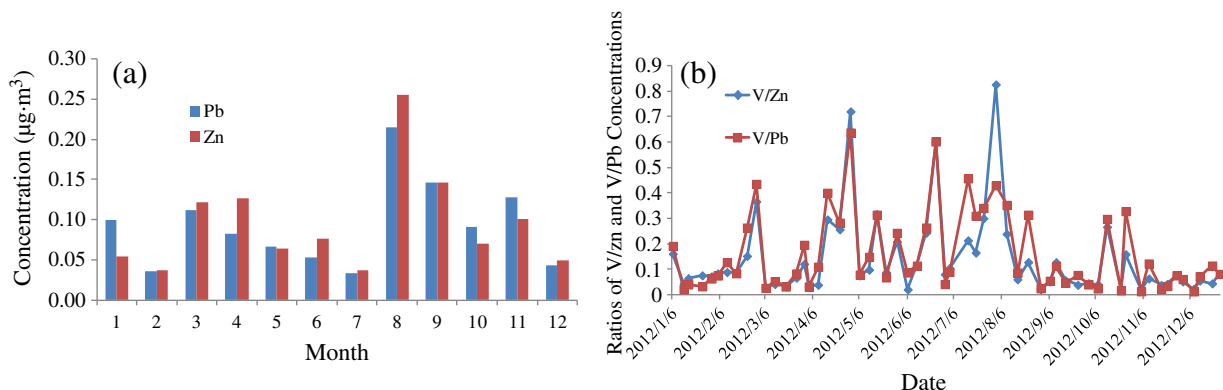 (a)
Concentration (μg·m³)
0.30
0.25
0.20
0.15
0.10
0.05
0.00
Pb
Zn
1 2 3 4 5 6 7 8 9 10 11 12
Month
(b)
Ratios of V/zn and V/Pb Concentrations
0.9
0.8
0.7
0.6
0.5
0.4
0.3
0.2
0.1
0
V/Zn
V/Pb
2012/1/6 2012/2/6 2012/3/6 2012/4/6 2012/5/6 2012/6/6 2012/7/6 2012/8/6 2012/9/6 2012/10/6 2012/11/6 2012/12/6
Date